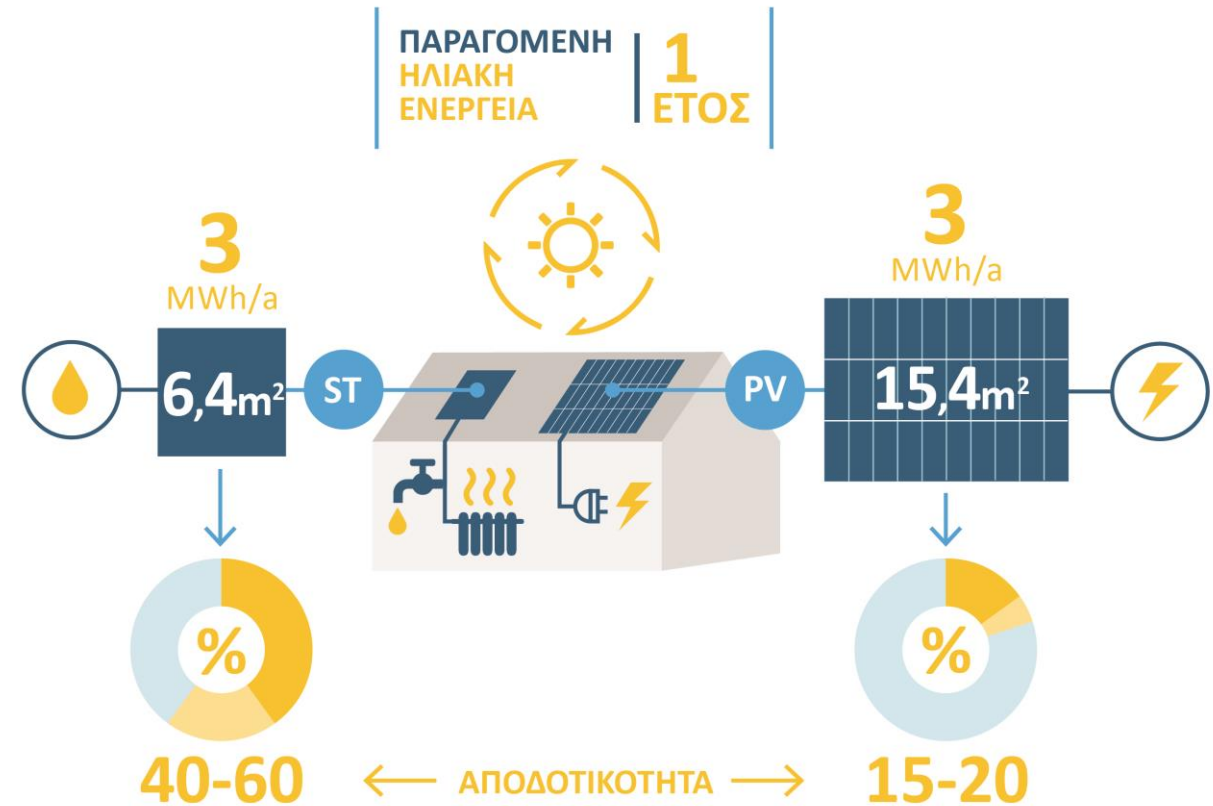 ΠΑΡΑΓΟΜΕΝΗ
ΗΛΙΑΚΗ
ΕΝΕΡΓΕΙΑ
1
ΕΤΟΣ
3
MWh/a
3
MWh/a
6,4m²
ST
PV
15,4m²
%
%
40-60
ΑΠΟΔΟΤΙΚΟΤΗΤΑ
15-20